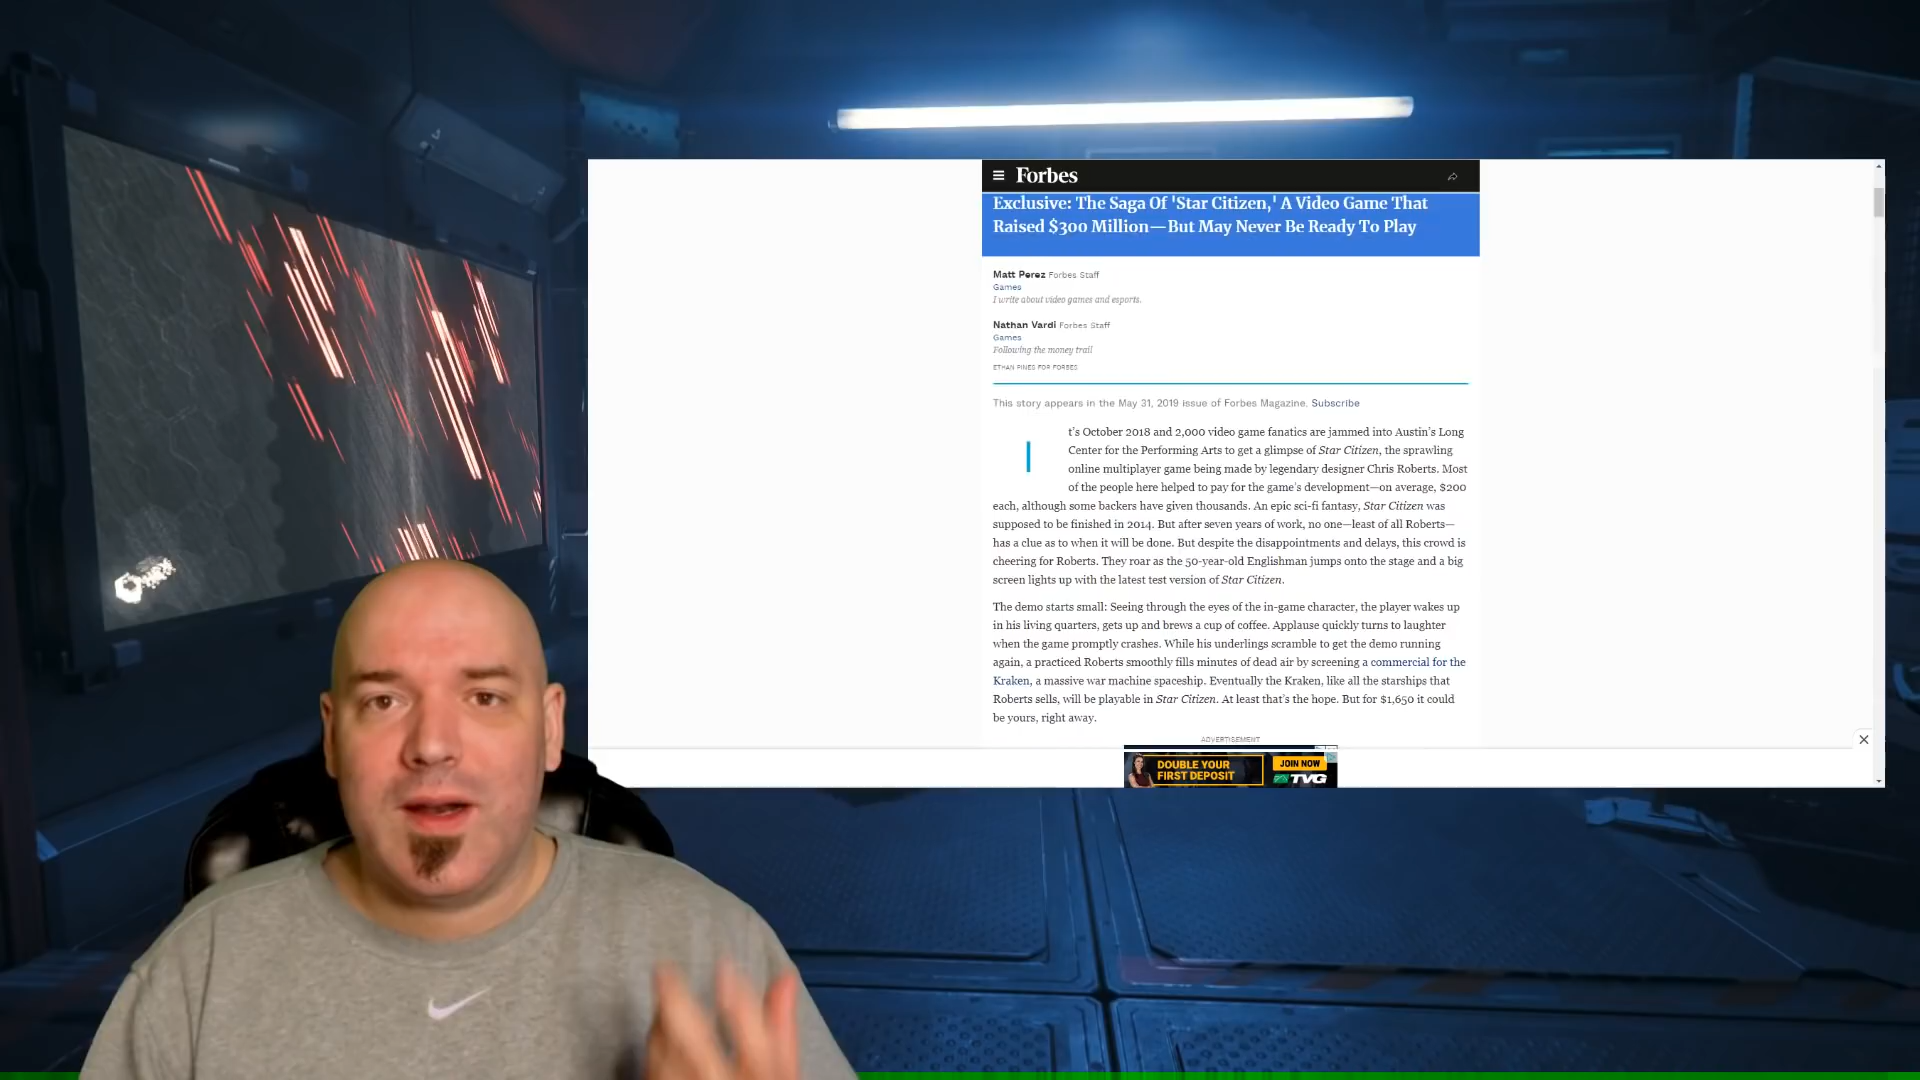 Forbes
Exclusive: The Saga Of 'Star Citizen,' A Video Game That
Raised $300 Million—But May Never Be Ready To Play
Matt Perez Forbes Staff
Games
I write about video games and esports.
Nathan Vardi Forbes Staff
Games
Following the money trail
ETHAN PINES FOR FORBES
This story appears in the May 31, 2019 issue of Forbes Magazine. Subscribe
It's October 2018 and 2,000 video game fanatics are jammed into Austin's Long
Center for the Performing Arts to get a glimpse of Star Citizen, the sprawling
online multiplayer game being made by legendary designer Chris Roberts. Most
of the people here helped to pay for the game's development—on average, $200
each, although some backers have given thousands. An epic sci-fi fantasy, Star Citizen was
supposed to be finished in 2014. But after seven years of work, no one—least of all Roberts—
has a clue as to when it will be done. But despite the disappointments and delays, this crowd is
cheering for Roberts. They roar as the 50-year-old Englishman jumps onto the stage and a big
screen lights up with the latest test version of Star Citizen.
The demo starts small: Seeing through the eyes of the in-game character, the player wakes up
in his living quarters, gets up and brews a cup of coffee. Applause quickly turns to laughter
when the game promptly crashes. While his underlings scramble to get the demo running
again, a practiced Roberts smoothly fills minutes of dead air by screening a commercial for the
Kraken, a massive war machine spaceship. Eventually the Kraken, like all the starships that
Roberts sells, will be playable in Star Citizen. At least that's the hope. But for $1,650 it could
be yours, right away.
ADVERTISEMENT
DOUBLE YOUR
FIRST DEPOSIT
JOIN NOW
TVG